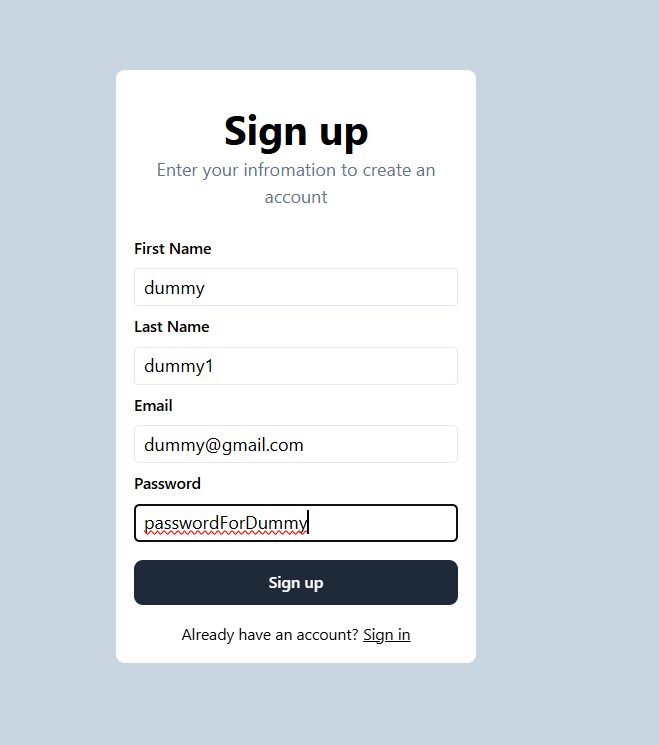 Sign up
Enter your infromation to create an
account
First Name
dummy
Last Name
dummy1
Email
dummy@gmail.com
Password
passwordForDummy
Sign up
Already have an account? Sign in